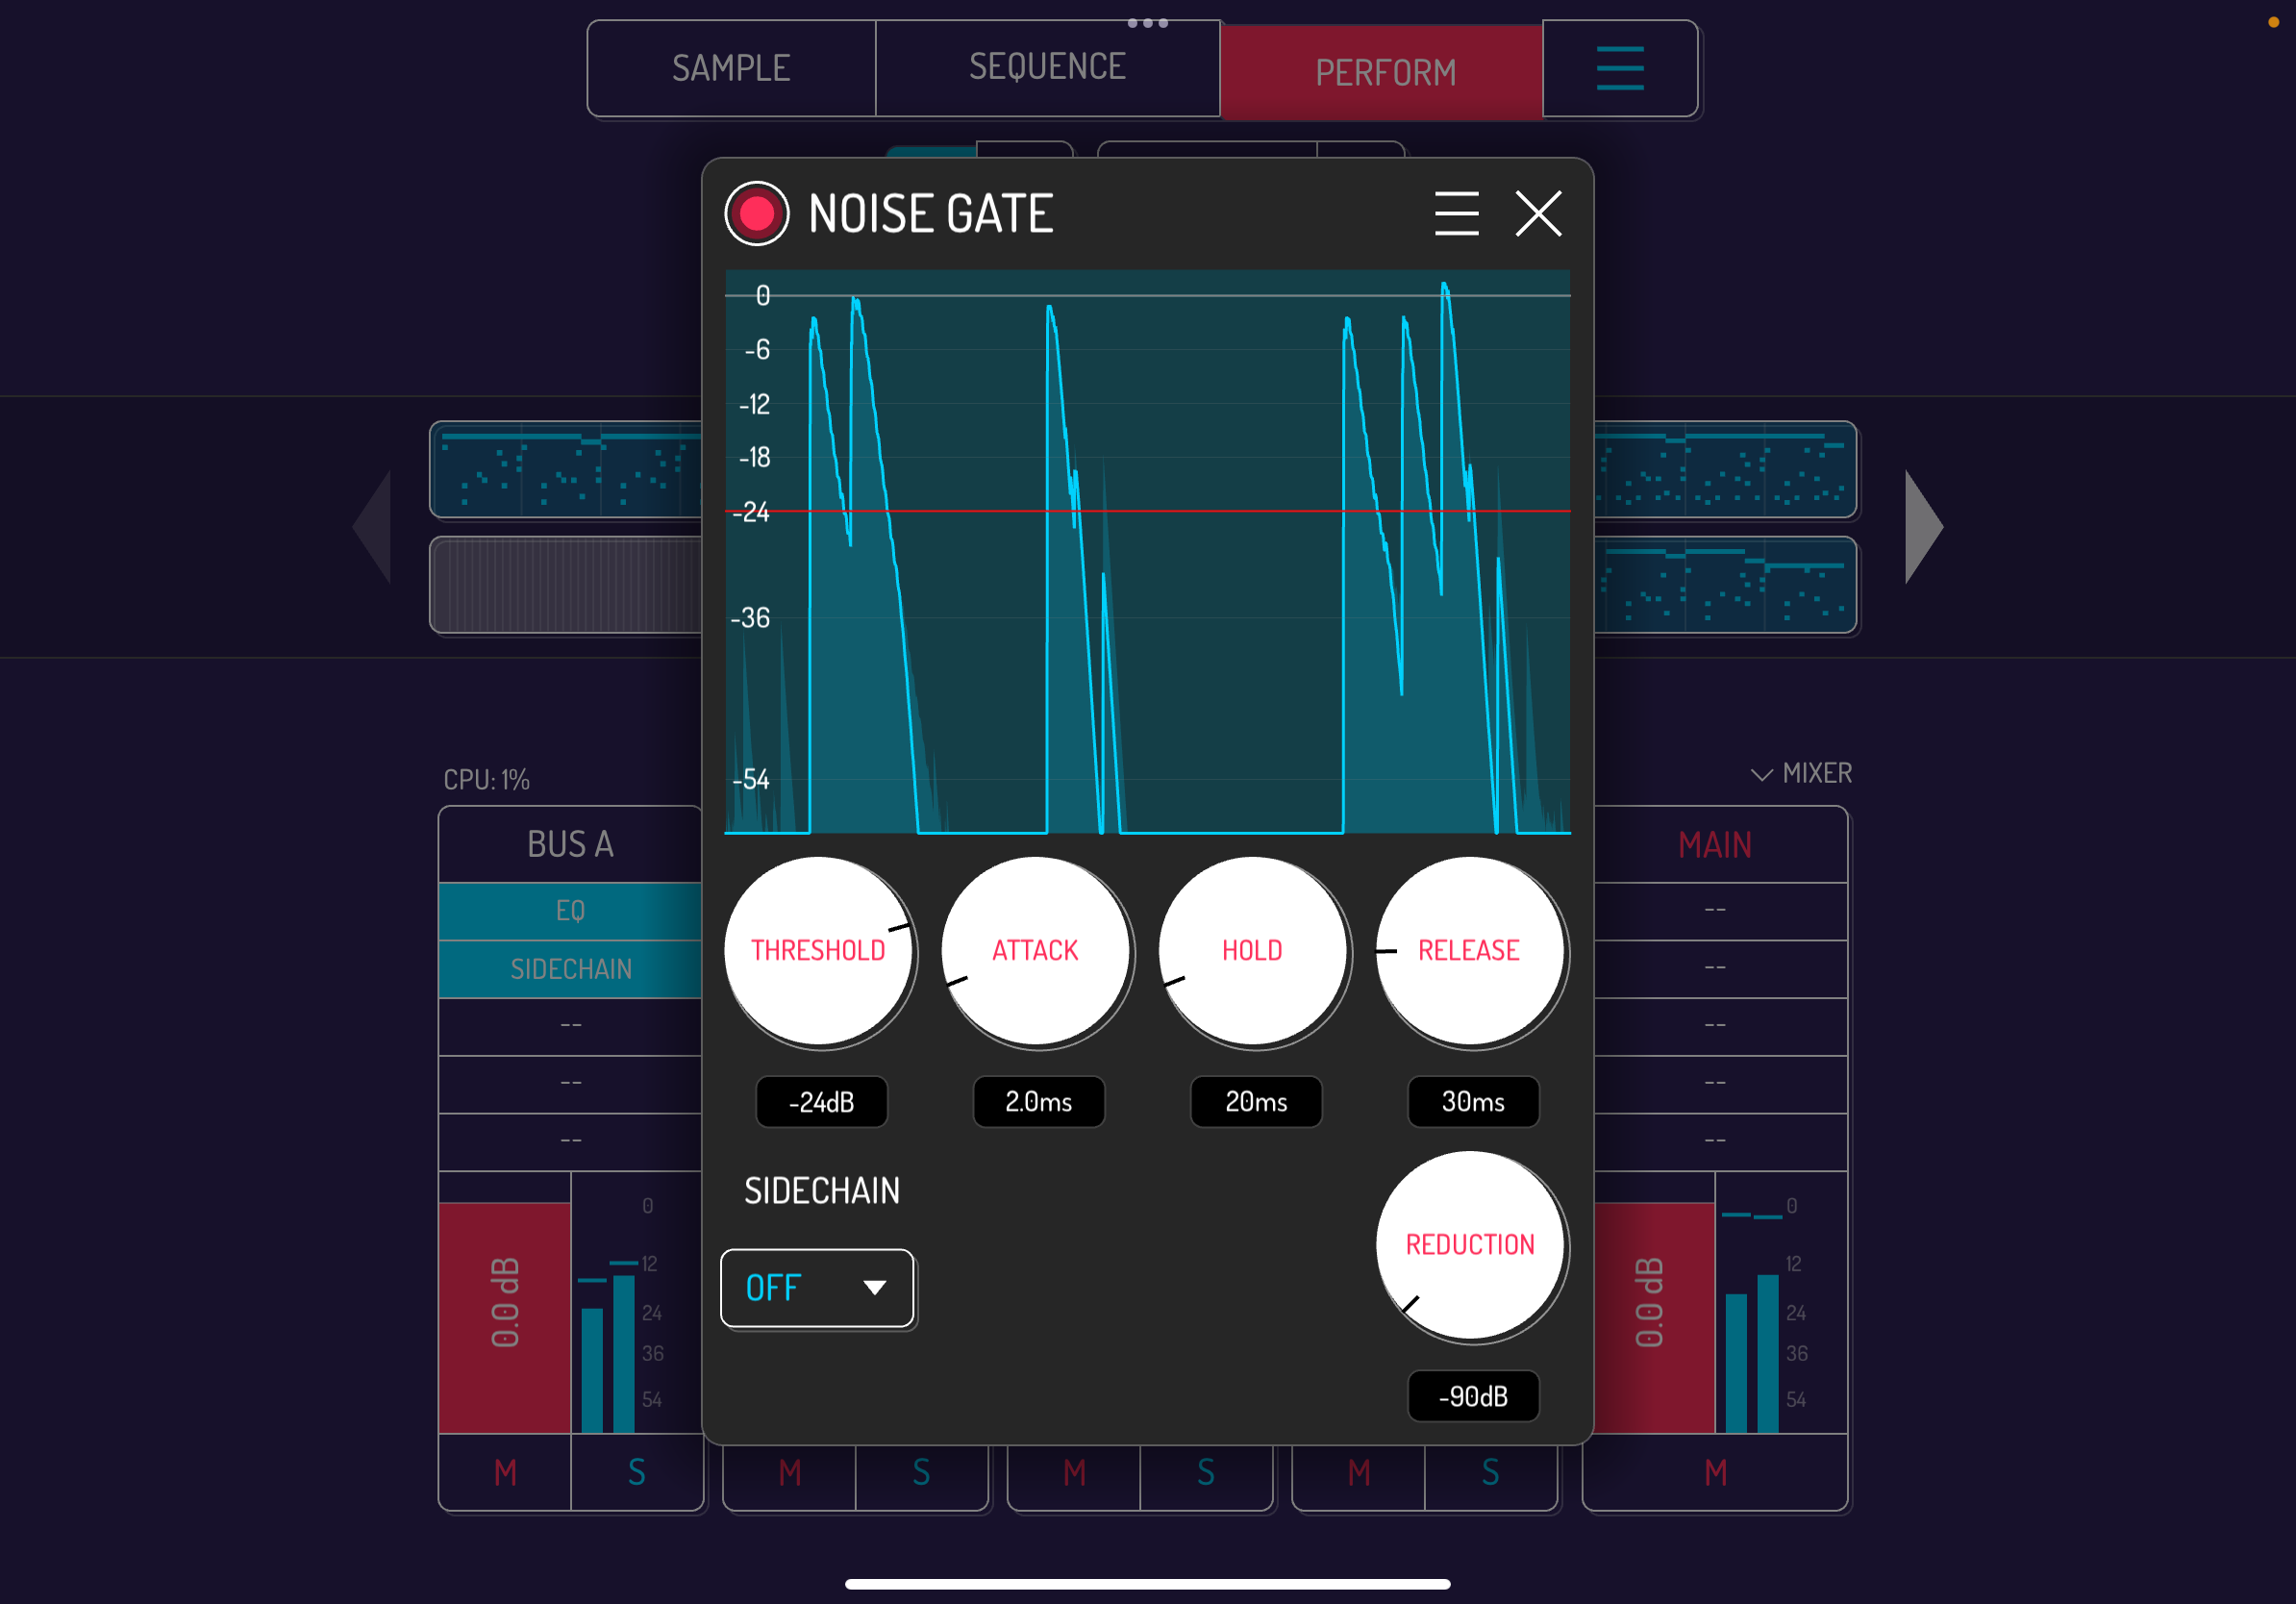 SAMPLE
SEQUENCE
PERFORM
NOISE GATE
0
-6
-12
-18
-24
-36
-54
CPU: 1%
MIXER
BUS A
EQ
SIDECHAIN
--
--
--
0.0 dB
0
12
24
36
54
M
S
THRESHOLD
ATTACK
HOLD
RELEASE
-24dB
2.0ms
20ms
30ms
SIDECHAIN
OFF
REDUCTION
-90dB
M
S
M
S
M
S
MAIN
--
--
--
--
--
0.0 dB
0
12
24
36
54
M